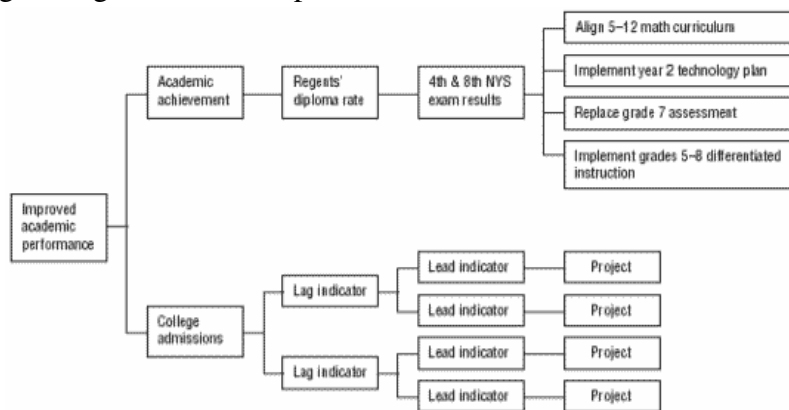 Align 5–12 math curriculum
Academic
achievement
Regents'
diploma rate
4th & 8th NYS
exam results
Implement year 2 technology plan
Replace grade 7 assessment
Implement grades 5–8 differentiated
instruction
Improved
academic
performance
Lead indicator
Project
Lag indicator
Lead indicator
Project
College
admissions
Lead indicator
Project
Lag indicator
Lead indicator
Project